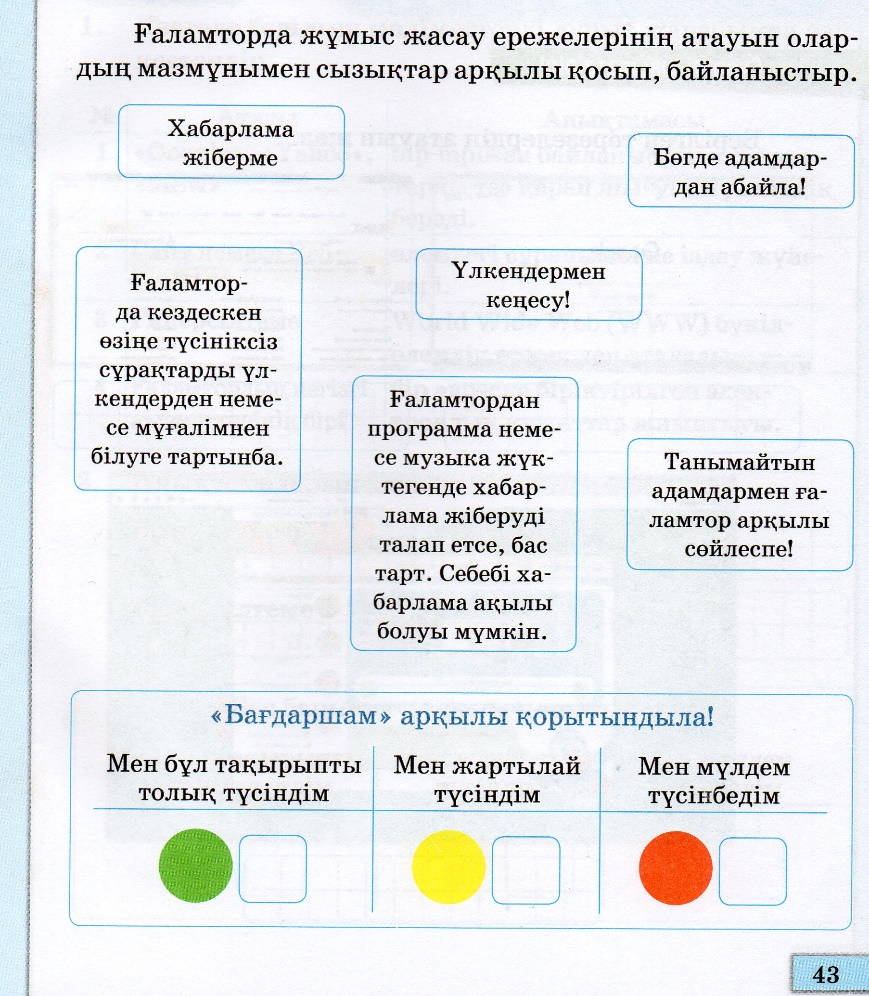 Ғаламторда жұмыс жасау ережелерінің атауын олар-
дың мазмұнымен сызықтар арқылы қосып, байланыстыр.
Хабарлама
жіберме
Бөгде адамдар-
дан абайла!
Ғаламтор-
да кездескен
өзіңе түсініксіз
сұрақтарды үл-
кендерден неме-
се мұғалімнен
білуге тартынба.
Үлкендермен
кеңесу!
Ғаламтордан
программа неме-
се музыка жүк-
тегенде хабар-
лама жіберуді
талап етсе, бас
тарт. Себебі ха-
барлама ақылы
болуы мүмкін.
Танымайтын
адамдармен ға-
ламтор арқылы
сөйлеспе!
«Бағдаршам» арқылы қорытындыла!
Мен бұл тақырыпты
толық түсіндім
Мен жартылай
түсіндім
Мен мүлдем
түсінбедім
43